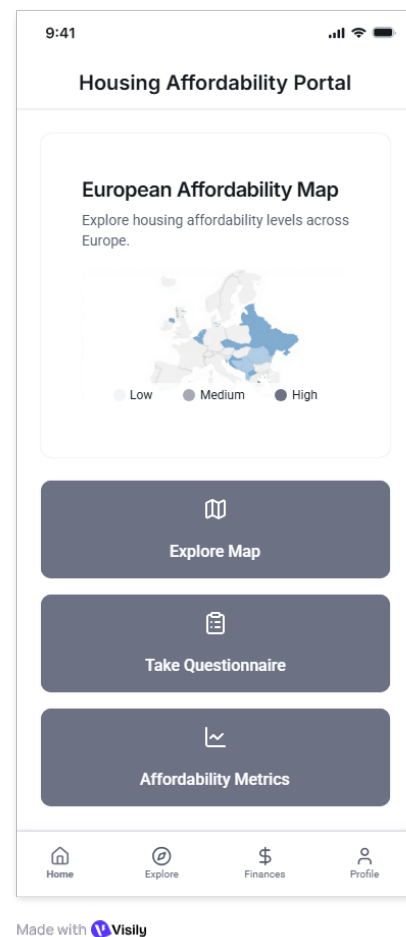 9:41
Housing Affordability Portal
European Affordability Map
Explore housing affordability levels across
Europe.
Low Medium High
Explore Map
Take Questionnaire
Affordability Metrics
Home Explore Finances Profile
Made with Visily